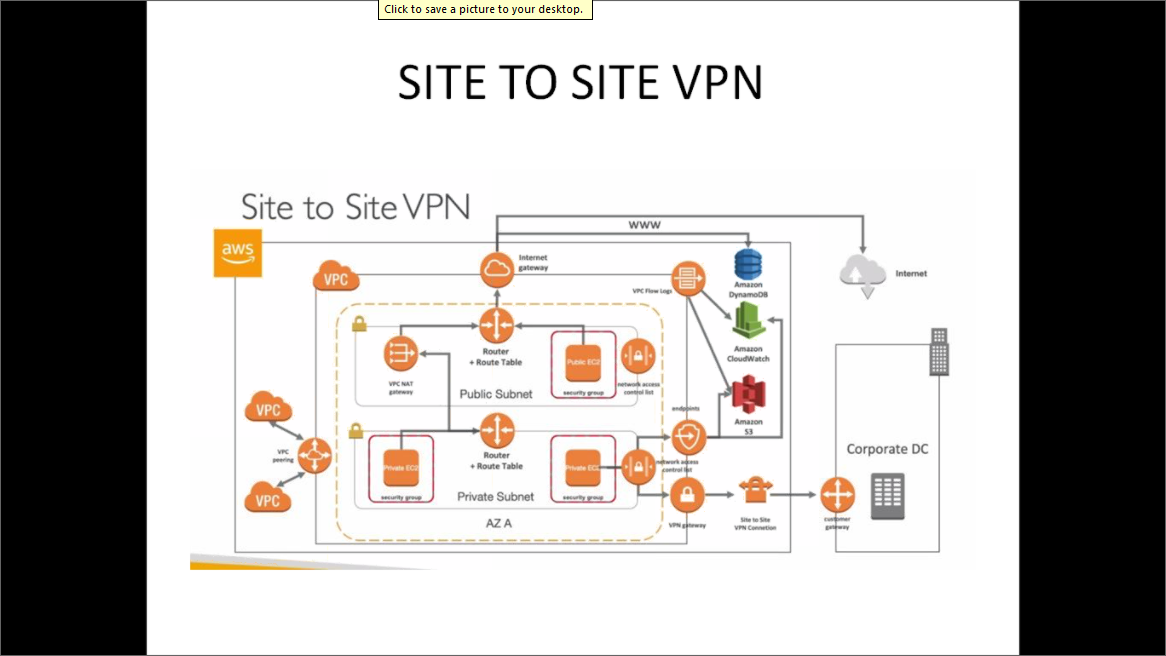 Click to save a picture to your desktop.
SITE TO SITE VPN
Site to Site VPN
aws
WWW
Internet
gateway
VPC
VPC Flow Logs
Amazon
DynamoDB
Internet
Router
+ Route Table
VPC NAT
gateway
Public EC2
security group
network access
control list
Public Subnet
Amazon
CloudWatch
VPC
VPC
peering
VPC
endpoints
Amazon
S3
Router
+ Route Table
Private EC2
security group
Private EC2
security group
network access
control list
Private Subnet
AZ A
VPN gateway
Site to Site
VPN Connetion
customer
gateway
Corporate DC